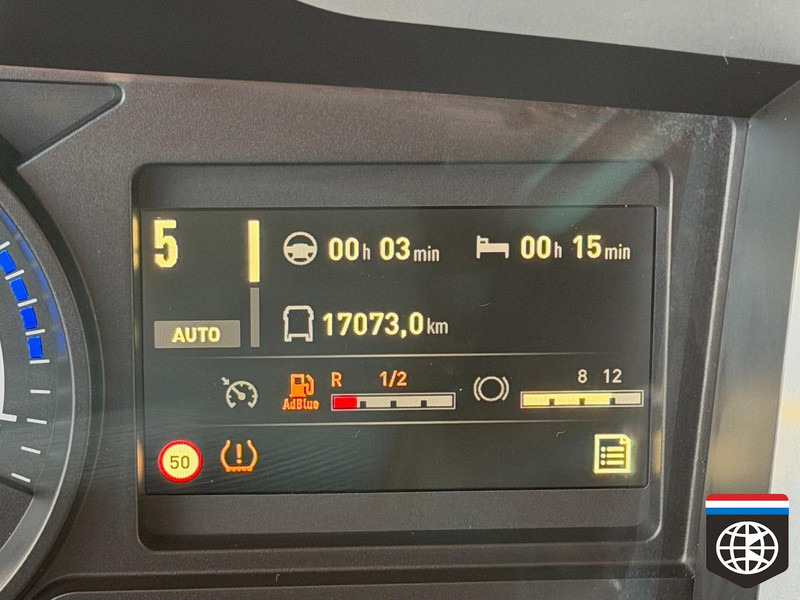 5
00h 03min 00h 15min
AUTO
17073,0km
AdBlue
R 1/2
8 12
50
!